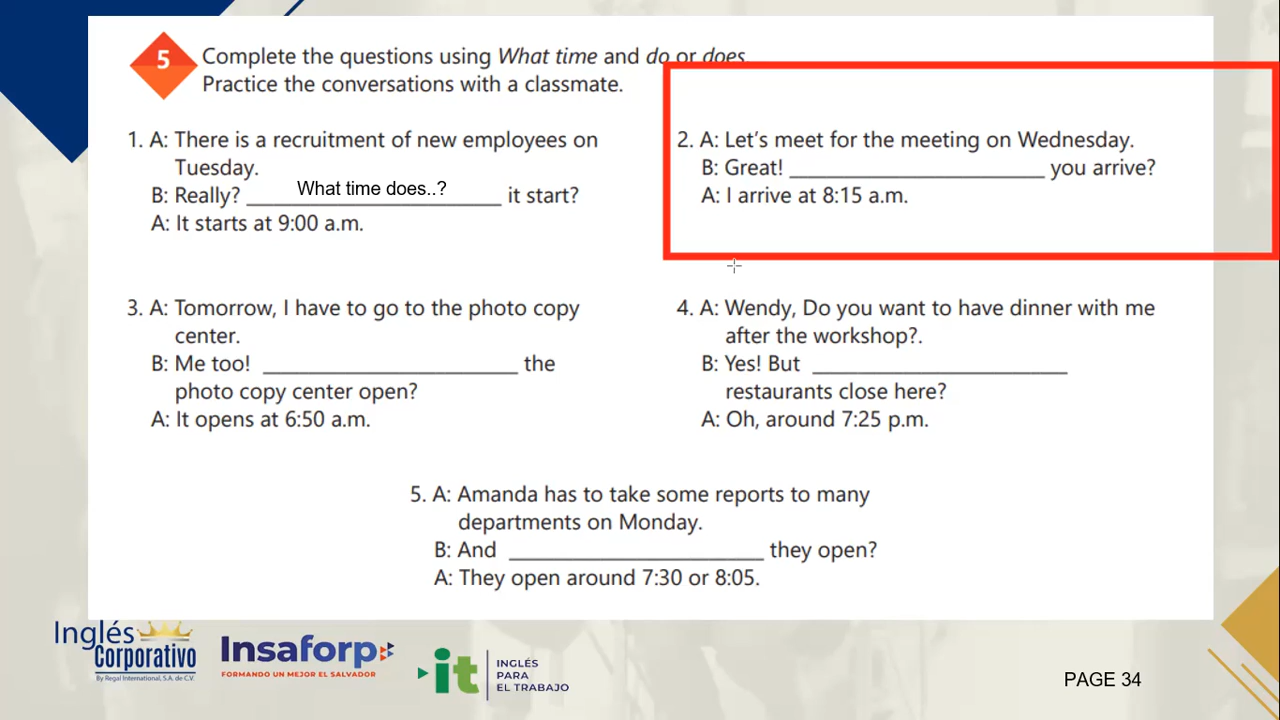 5
Complete the questions using What time and do or does
Practice the conversations with a classmate.
1. A: There is a recruitment of new employees on
Tuesday.
B: Really? ______________________ it start?
What time does..?
A: It starts at 9:00 a.m.
2. A: Let's meet for the meeting on Wednesday.
B: Great! ______________________ you arrive?
A: I arrive at 8:15 a.m.
3. A: Tomorrow, I have to go to the photo copy
center.
B: Me too! ______________________ the
photo copy center open?
A: It opens at 6:50 a.m.
4. A: Wendy, Do you want to have dinner with me
after the workshop?.
B: Yes! But ______________________
restaurants close here?
A: Oh, around 7:25 p.m.
5. A: Amanda has to take some reports to many
departments on Monday.
B: And ______________________ they open?
A: They open around 7:30 or 8:05.
Inglés
Corporativo
By Regal International, S.A. de C.V.
Insaforp
FORMANDO UN MEJOR EL SALVADOR
it
INGLÉS
PARA
EL TRABAJO
PAGE 34